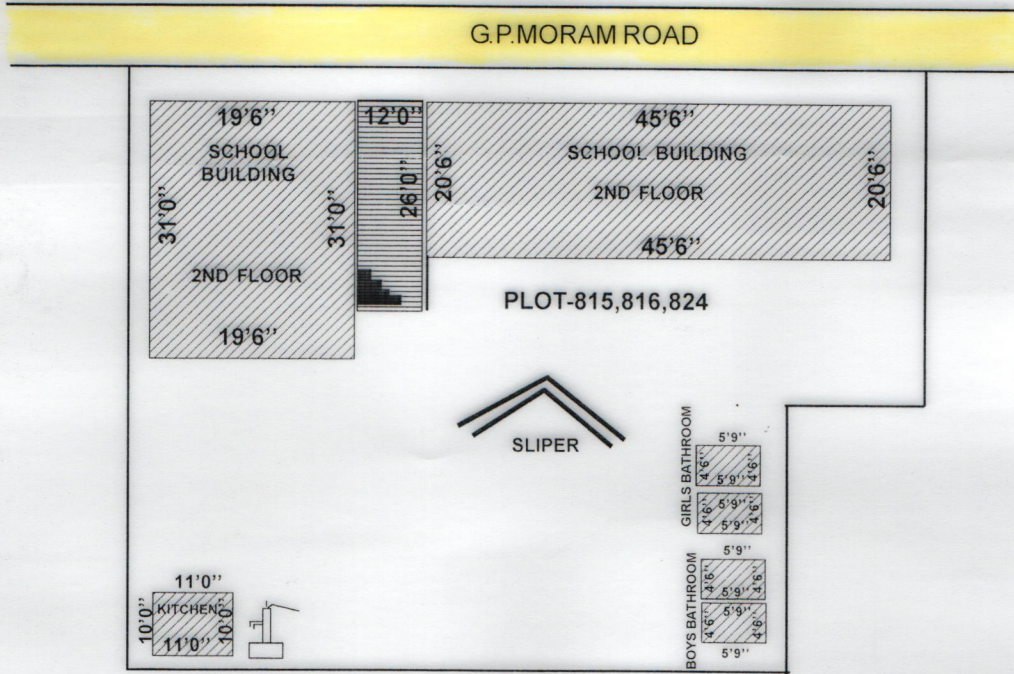 G.P.MORAM ROAD
19'6''
SCHOOL
BUILDING
31'0''
31'0''
2ND FLOOR
19'6''
12'0''
26'0''
45'6''
20'6''
SCHOOL BUILDING
2ND FLOOR
20'6''
45'6''
PLOT-815,816,824
SLIPER
GIRLS BATHROOM
5'9''
4'6''
4'6''
5'9''
5'9''
4'6''
4'6''
5'9''
BOYS BATHROOM
5'9''
4'6''
4'6''
5'9''
5'9''
4'6''
4'6''
5'9''
11'0''
KITCHEN
10'0''
10'0''
11'0''